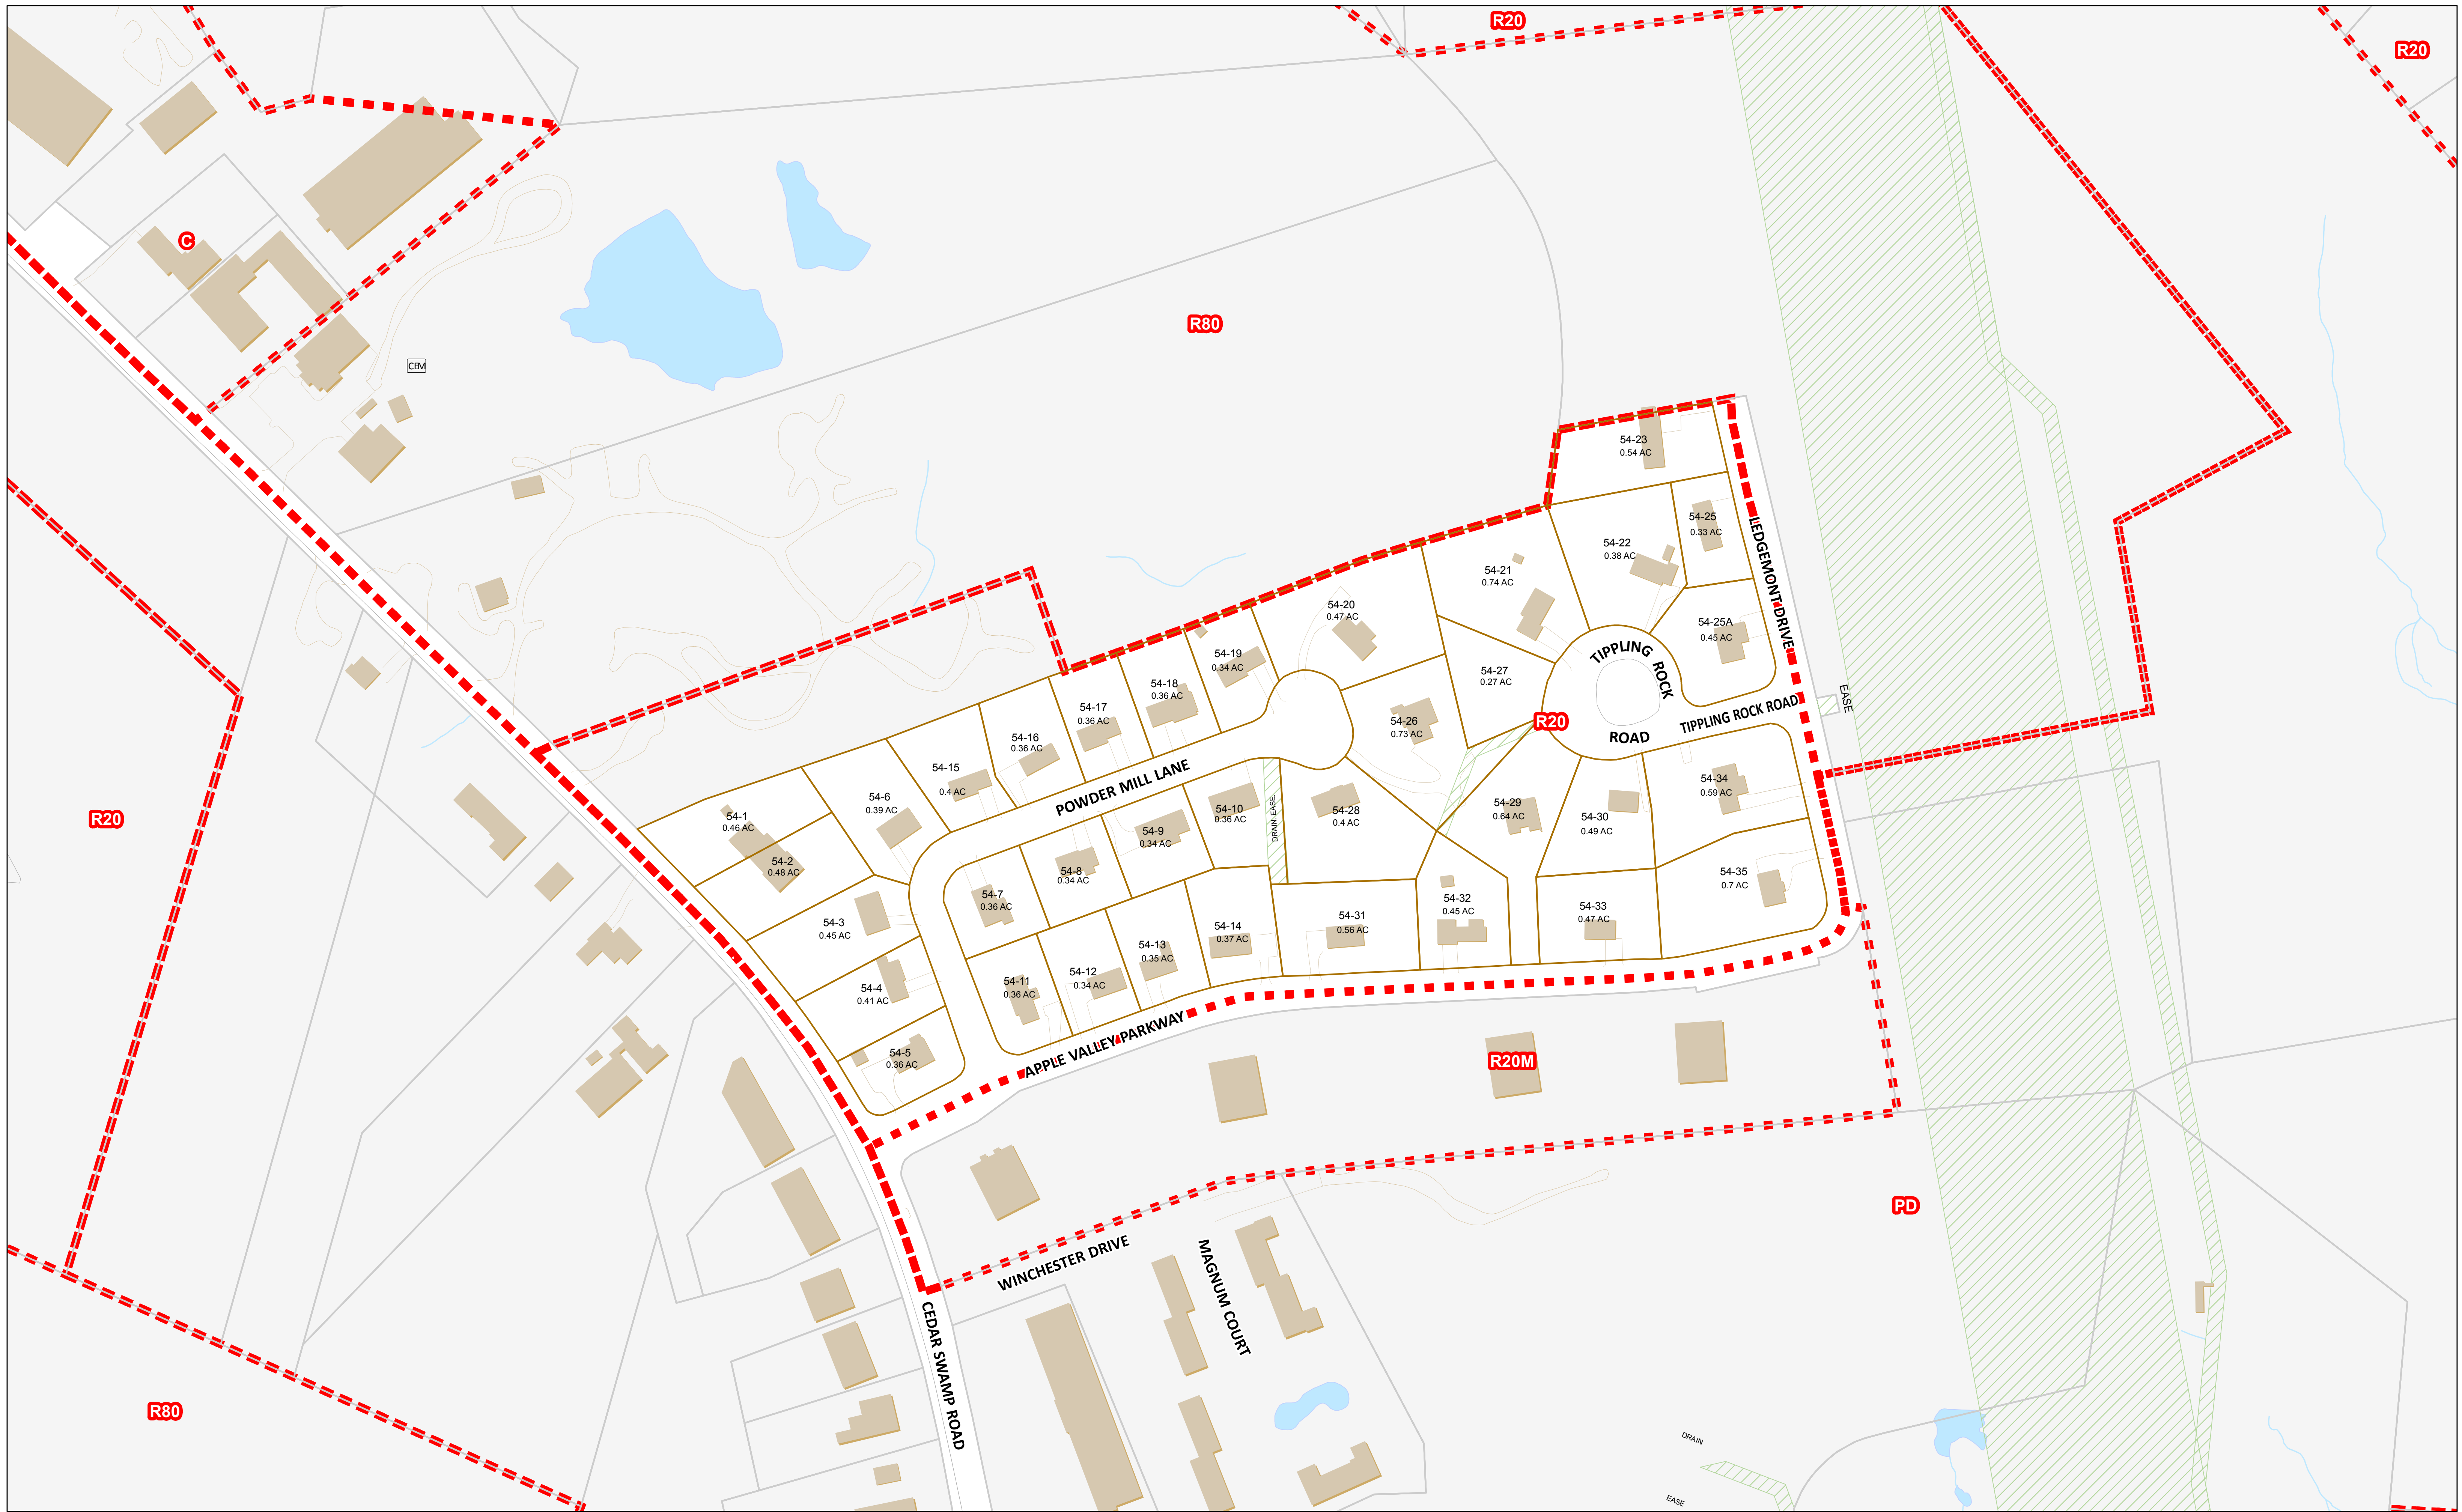 R20
R20
C
R80
CEM
54-23
0.54 AC
54-25
0.33 AC
54-22
0.38 AC
LEDGEMONT DRIVE
54-21
0.74 AC
54-20
0.47 AC
54-25A
0.45 AC
54-19
0.34 AC
54-27
0.27 AC
TIPPLING ROCK
ROAD
TIPPLING ROCK ROAD
EASE
54-18
0.36 AC
54-17
0.36 AC
54-26
0.73 AC
R20
54-16
0.36 AC
54-15
0.4 AC
POWDER MILL LANE
54-34
0.59 AC
54-6
0.39 AC
54-1
0.46 AC
54-10
0.36 AC
DRAIN. EASE.
54-28
0.4 AC
54-29
0.64 AC
54-30
0.49 AC
R20
54-9
0.34 AC
54-2
0.48 AC
54-8
0.34 AC
54-35
0.7 AC
54-7
0.36 AC
54-32
0.45 AC
54-33
0.47 AC
54-3
0.45 AC
54-31
0.56 AC
54-14
0.37 AC
54-13
0.35 AC
54-12
0.34 AC
54-11
0.36 AC
54-4
0.41 AC
54-5
0.36 AC
APPLE VALLEY PARKWAY
R20M
PD
WINCHESTER DRIVE
MAGNUM COURT
CEDAR SWAMP ROAD
R80
DRAIN
EASE